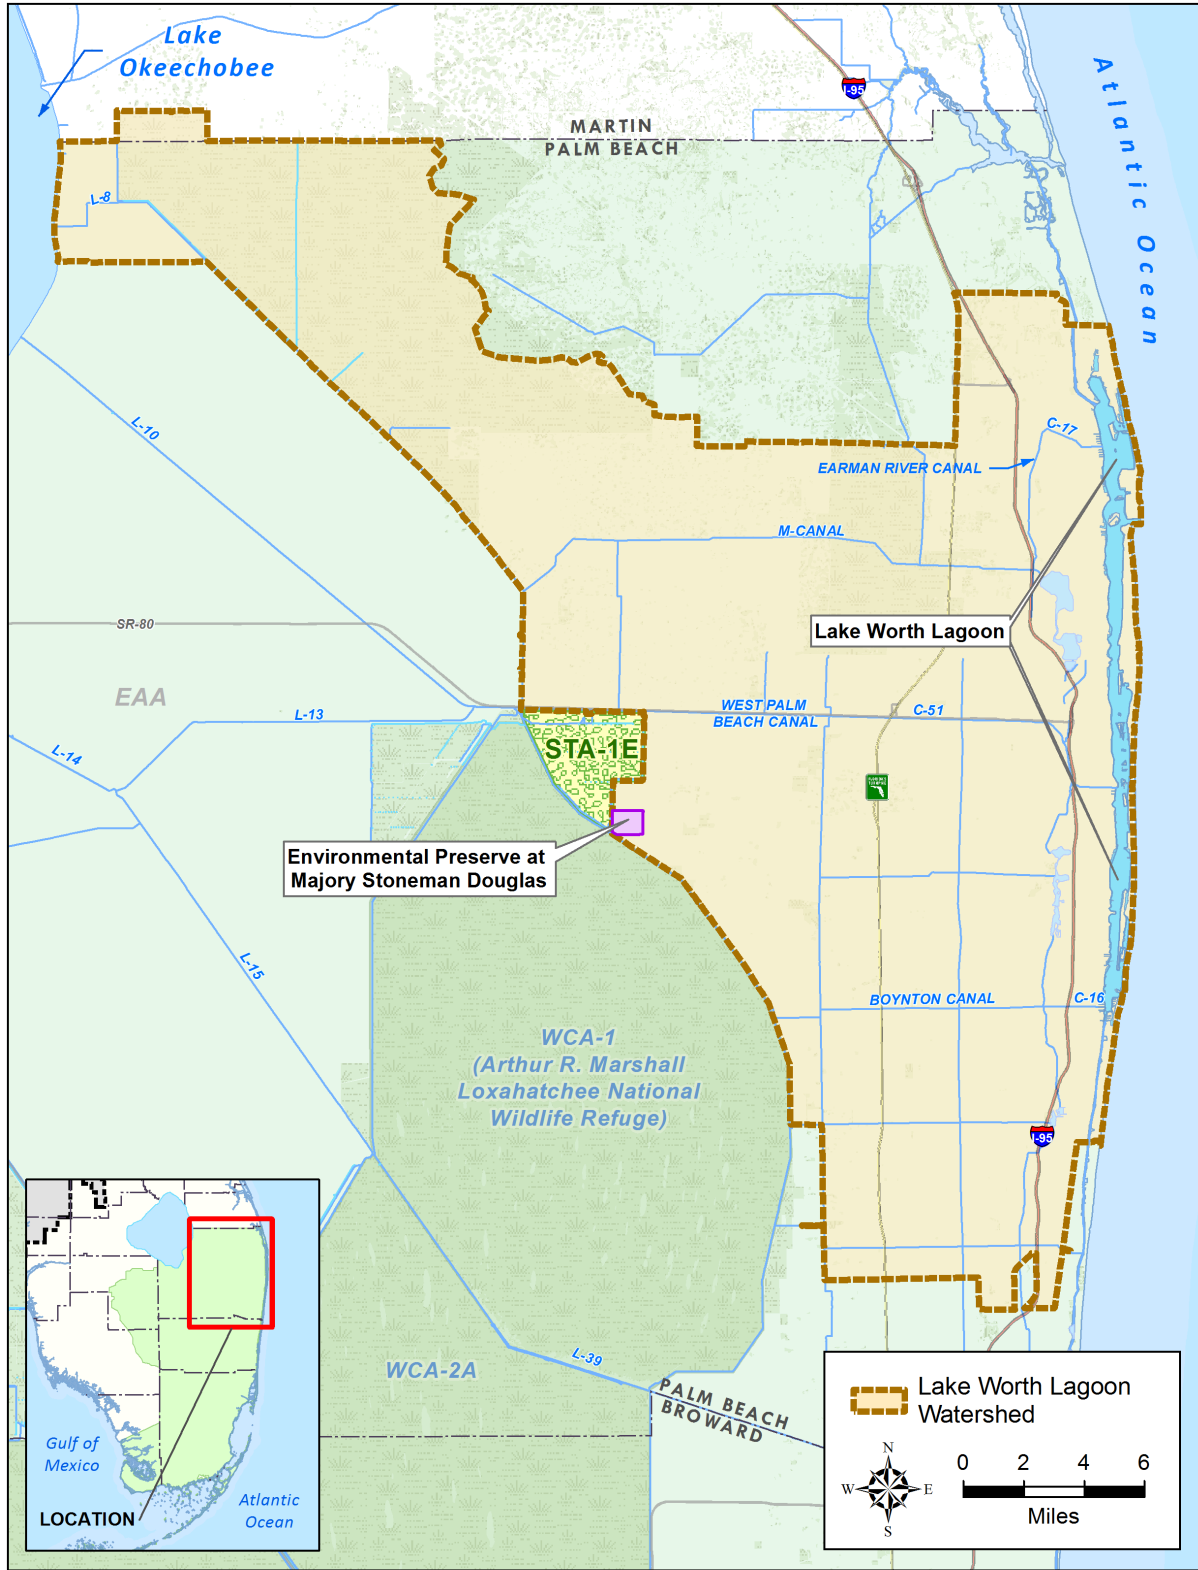 Lake
Okeechobee
Atlantic Ocean
I-95
MARTIN
PALM BEACH
L-8
L-10
C-17
EARMAN RIVER CANAL
M-CANAL
SR-80
Lake Worth Lagoon
EAA
L-13
WEST PALM
BEACH CANAL
C-51
L-14
STA-1E
Environmental Preserve at
Majory Stoneman Douglas
L-15
BOYNTON CANAL
C-16
WCA-1
(Arthur R. Marshall
Loxahatchee National
Wildlife Refuge)
I-95
L-39
WCA-2A
PALM BEACH
BROWARD
Gulf of
Mexico
Atlantic
Ocean
LOCATION
Lake Worth Lagoon
Watershed
N
W
E
S
0 2 4 6
Miles